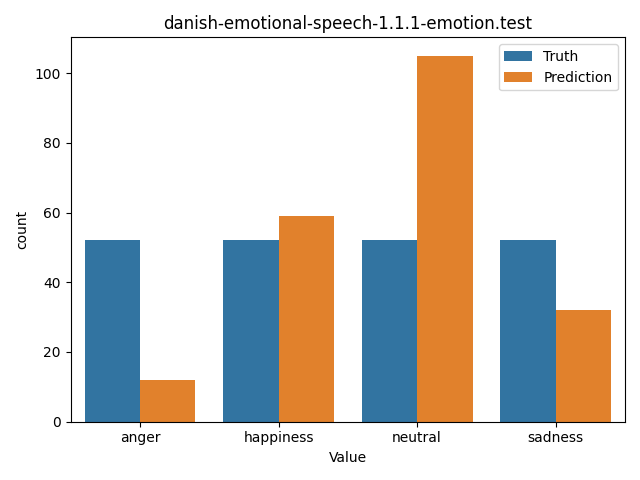 danish-emotional-speech-1.1.1-emotion.test
Truth
Prediction
count
100
80
60
40
20
0
anger happiness neutral sadness
Value